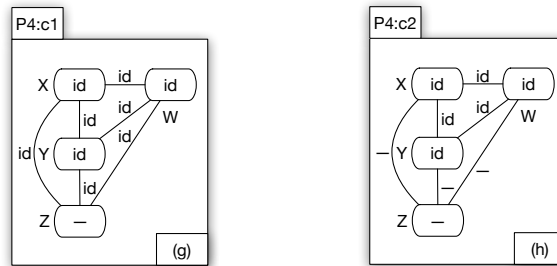 P4:c1
X id id id
W
id id id
id Y id
id
Z —
(g)
P4:c2
X id id id
W
id id
— Y id —
—
Z —
(h)